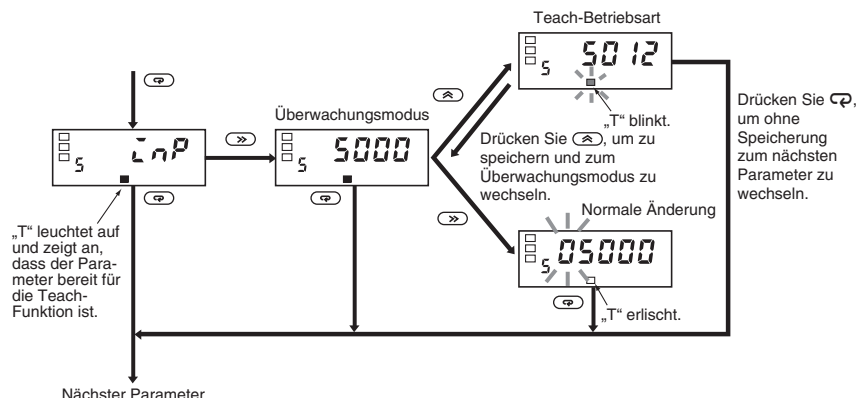 Teach-Betriebsart
S 5012
„T“ blinkt.
Überwachungsmodus
S inP
S 5000
Drücken Sie , um zu
speichern und zum
Überwachungsmodus zu
wechseln.
Drücken Sie ,
um ohne
Speicherung
zum nächsten
Parameter zu
wechseln.
„T“ leuchtet auf
und zeigt an,
dass der Para-
meter bereit für
die Teach-
Funktion ist.
Normale Änderung
S 05000
„T“ erlischt.
Nächster Parameter